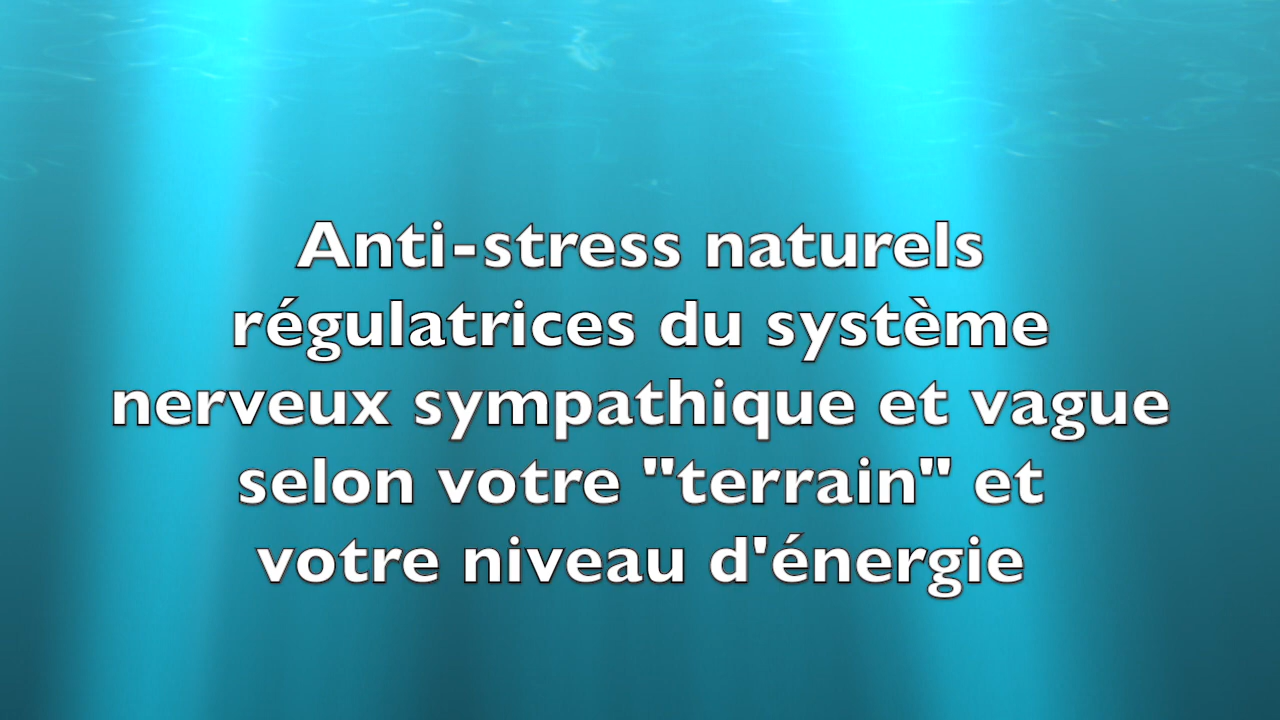 Anti-stress naturels
régulatrices du système
nerveux sympathique et vague
selon votre "terrain" et
votre niveau d'énergie